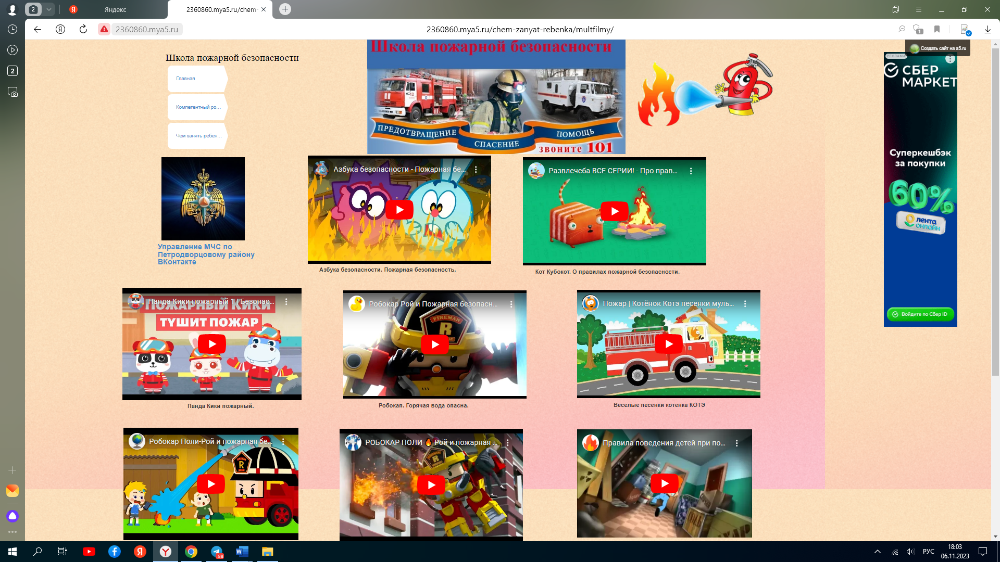 2
Яндекс
2360860.mya5.ru/chem-
2360860.mya5.ru
2360860.mya5.ru/chem-zanyat-rebenka/multfilmy/
1
2
Создать сайт на a5.ru
Школа пожарной безопасности
Главная
Компетентный ро...
Чем занять ребен...
Школа пожарной безопасности
12
ПРЕДОТВРАЩЕНИЕ
СПАСЕНИЕ
ПОМОЩЬ
звоните 101
РЕКЛАМА
СБЕР
МАРКЕТ
Суперкешбэк
за покупки
60%
лента
онлайн
Войдите по Сбер ID
Управление МЧС по
Петродворцовому району
ВКонтакте
Азбука безопасности - Пожарная бе...
Азбука безопасности. Пожарная безопасность.
Развлечеба ВСЕ СЕРИИ! - Про прав...
Кот Кубокот. О правилах пожарной безопасности.
Панда Кики пожарный 1 | Безопас...
ПОЖАРНЫЙ КИКИ
ТУШИТ ПОЖАР
Панда Кики пожарный.
Робокар Рой и Пожарная безопасн...
FIREMAN
R
Робокап. Горячая вода опасна.
Пожар | Котёнок Котэ песенки муль...
Веселые песенки котенка КОТЭ
Робокар Поли-Рой и пожарная бе...
FIREMAN
R
РОБОКАР ПОЛИ 🔥 Рой и пожарная ...
R
Правила поведения детей при по...
88
РУС
18:03
06.11.2023